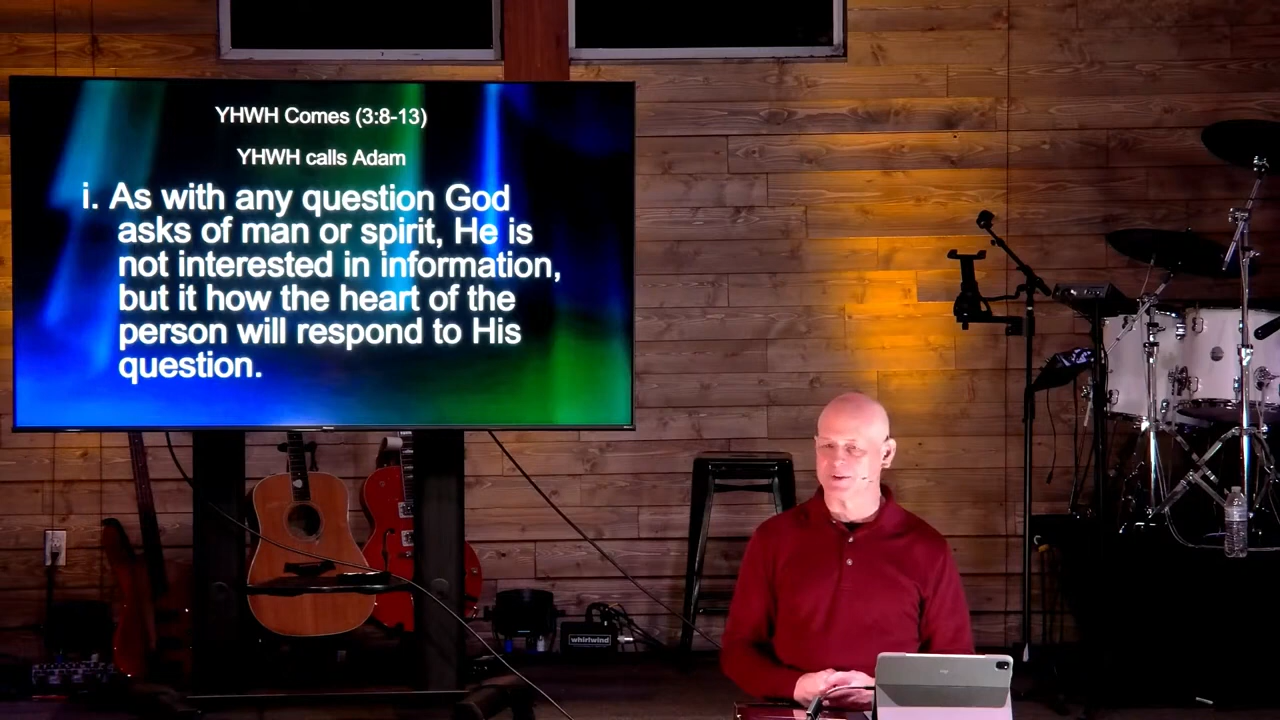 YHWH Comes (3:8-13)
YHWH calls Adam
i. As with any question God
asks of man or spirit, He is
not interested in information,
but it how the heart of the
person will respond to His
question.
whirlwind